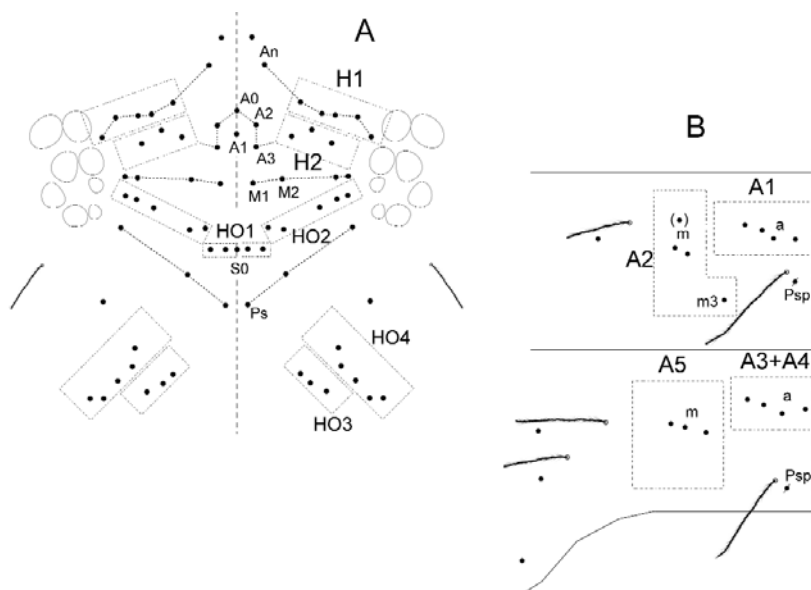 A
An
H1
A0
A2
A1
A3
H2
M1 M2
HO1
HO2
S0
Ps
HO4
HO3
B
A1
(•)
m
a
A2
m3
Psp
A5
A3+A4
m
a
Psp